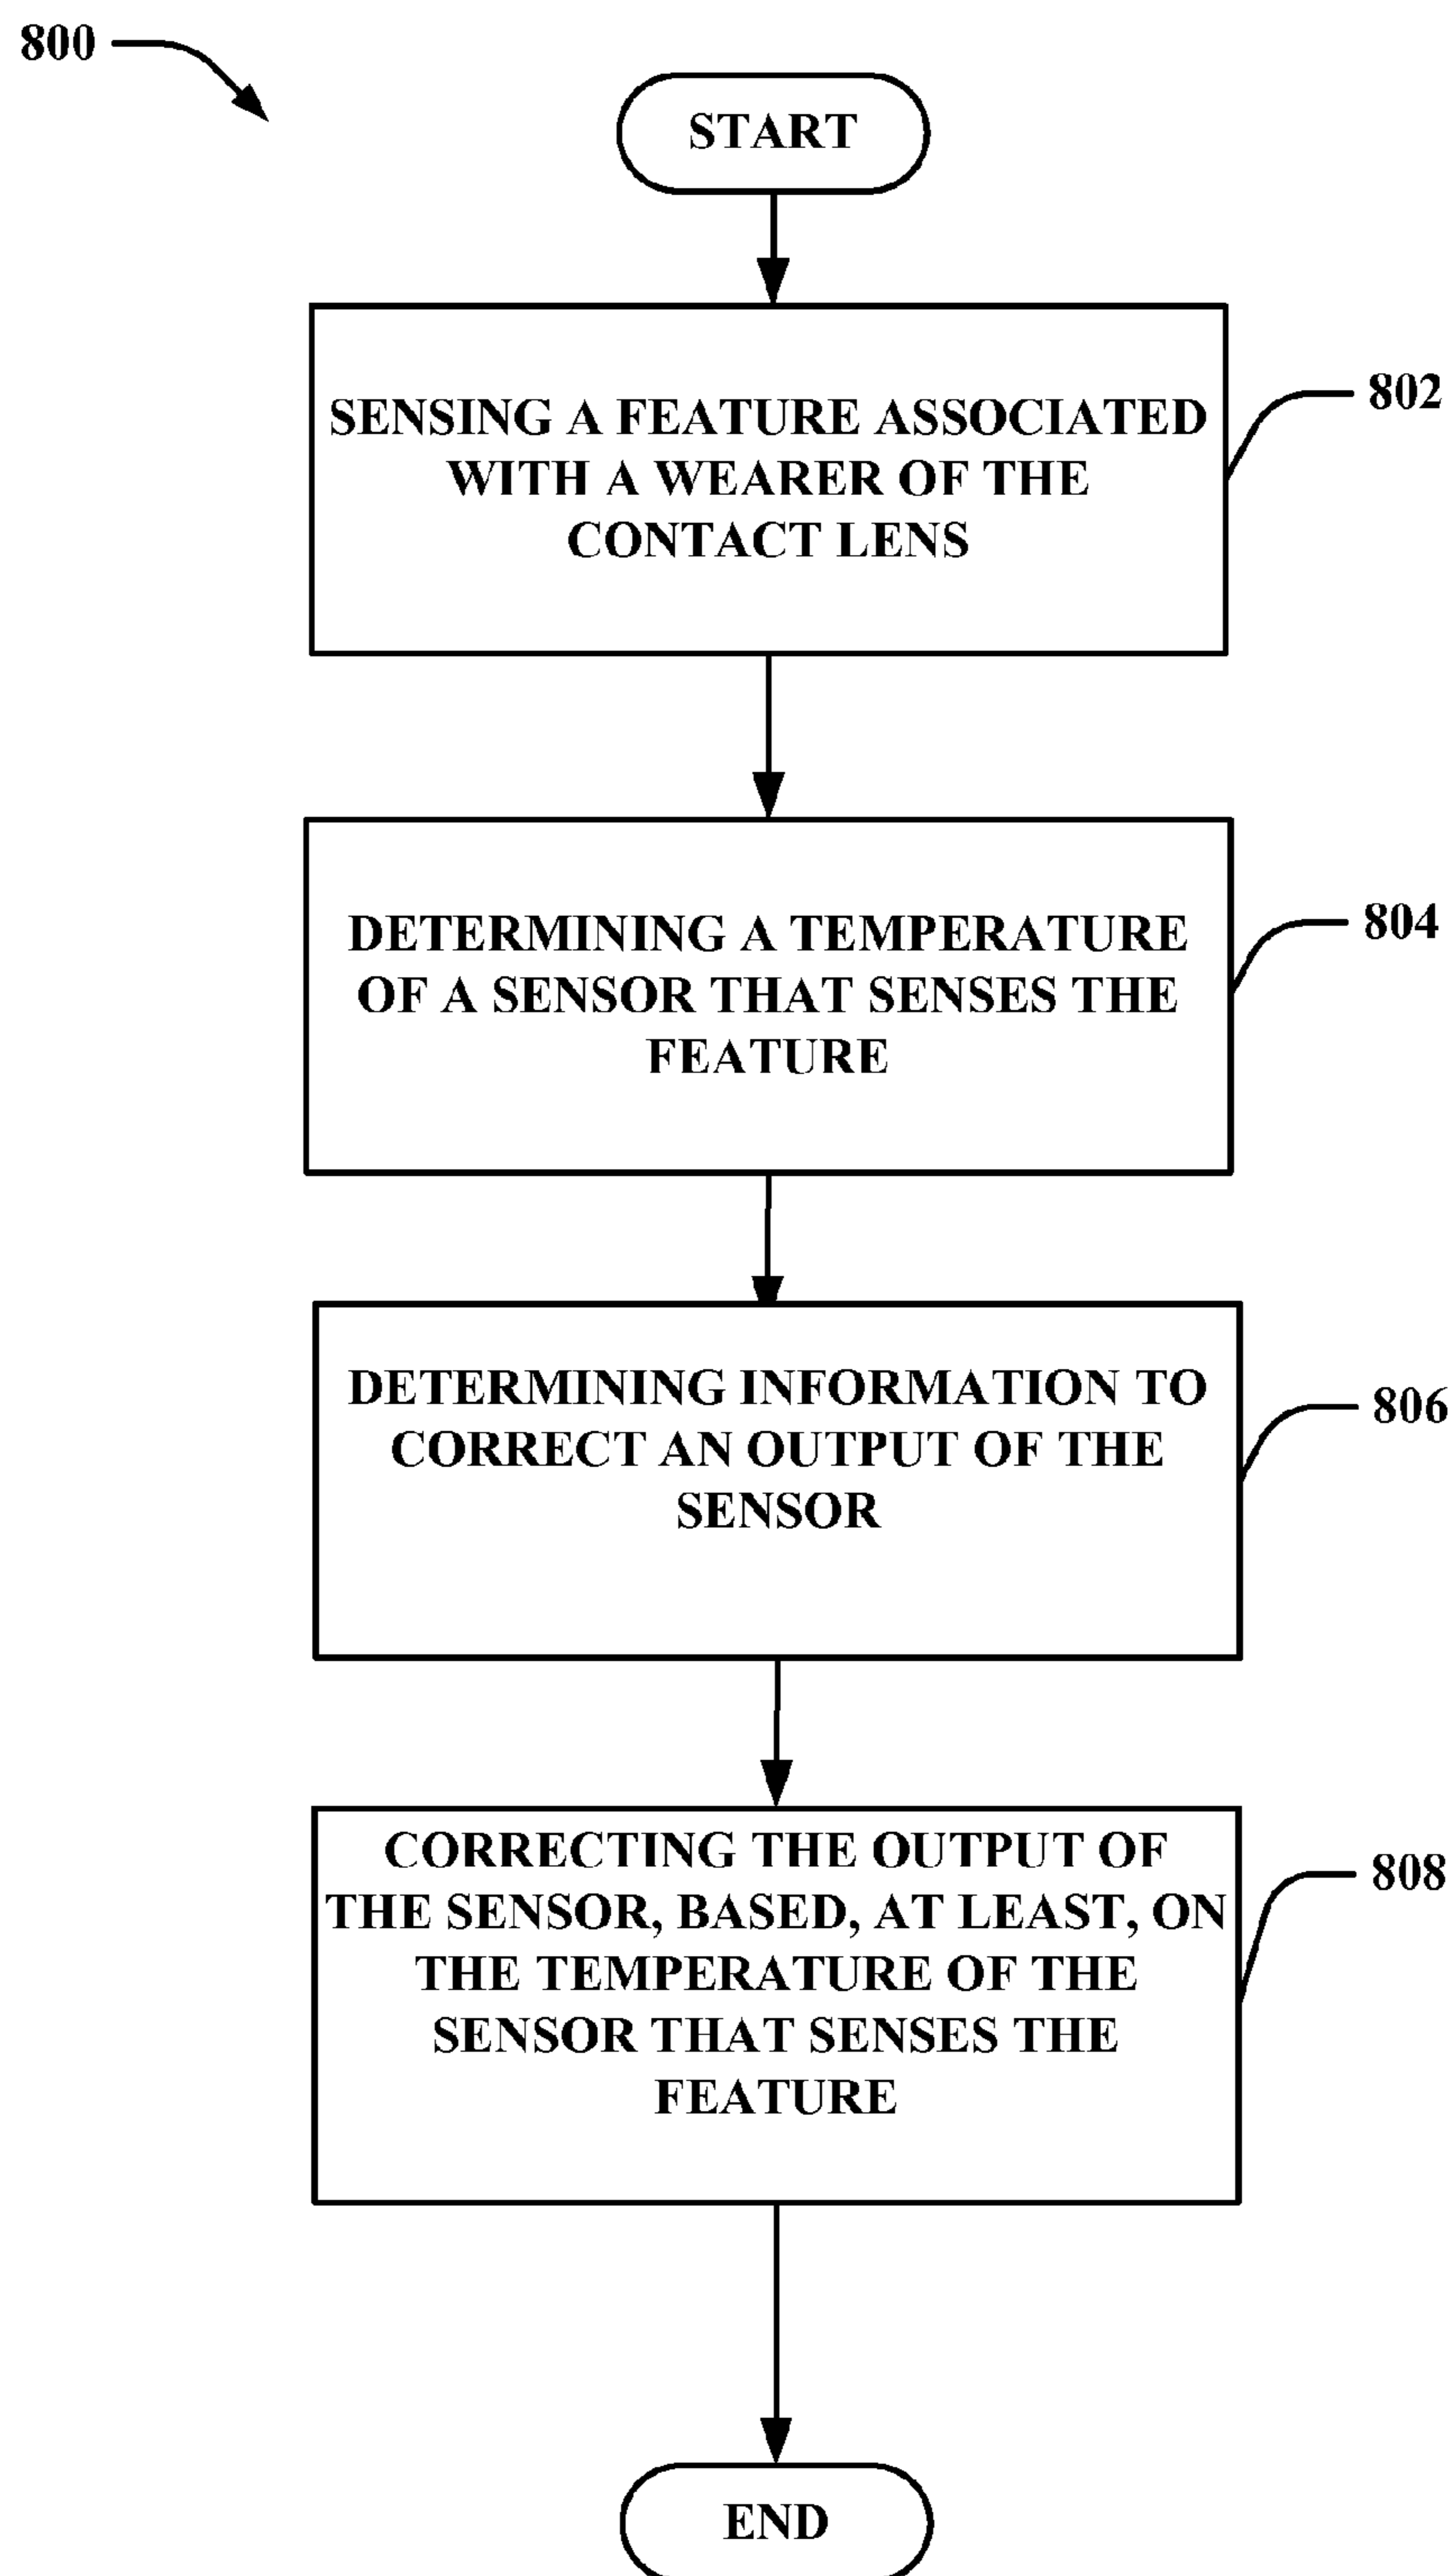 800
START
SENSING A FEATURE ASSOCIATED
WITH A WEARER OF THE
CONTACT LENS
802
DETERMINING A TEMPERATURE
OF A SENSOR THAT SENSES THE
FEATURE
804
DETERMINING INFORMATION TO
CORRECT AN OUTPUT OF THE
SENSOR
806
CORRECTING THE OUTPUT OF
THE SENSOR, BASED, AT LEAST, ON
THE TEMPERATURE OF THE
SENSOR THAT SENSES THE
FEATURE
808
END